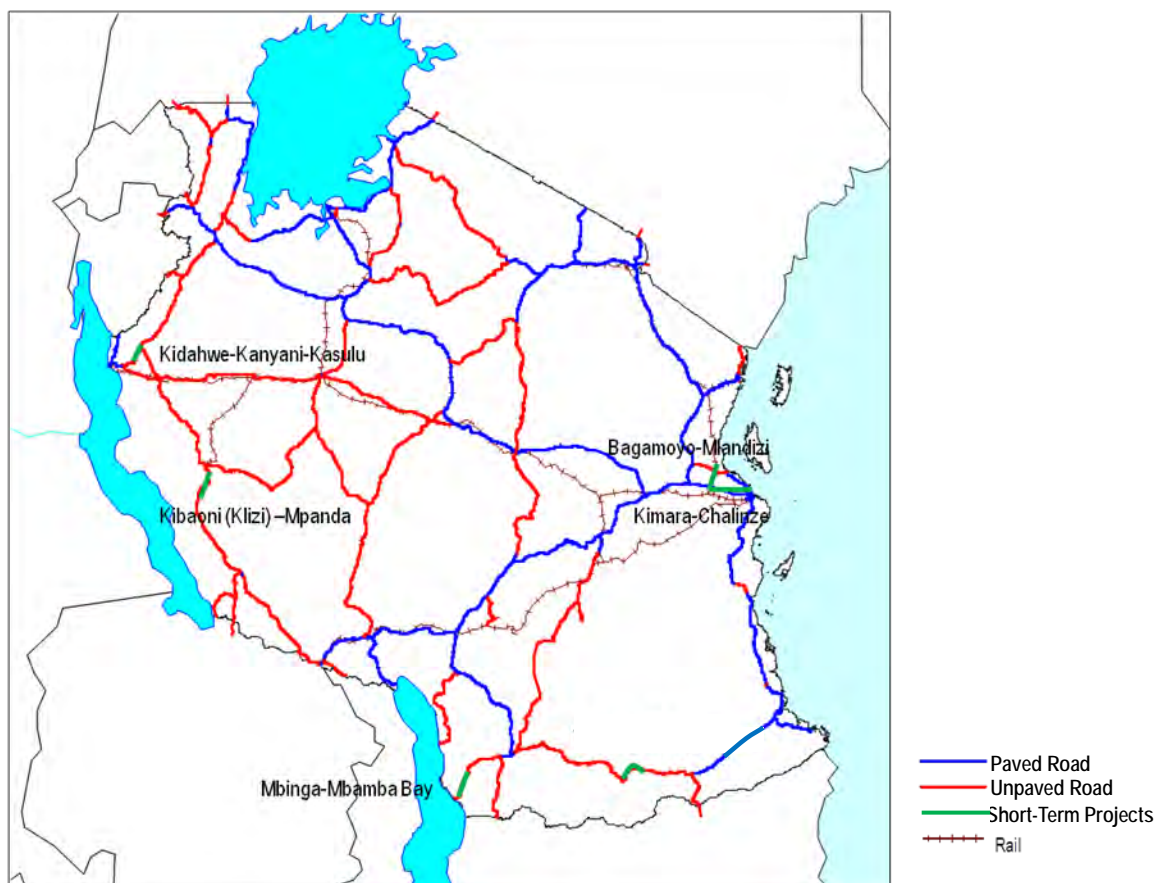 Kidahwe-Kanyani-Kasulu
Bagamoyo-Mlandizi
Kibaoni (Klizi) –Mpanda
Kimara-Chalinze
Mbinga-Mbamba Bay
Paved Road
Unpaved Road
Short-Term Projects
Rail